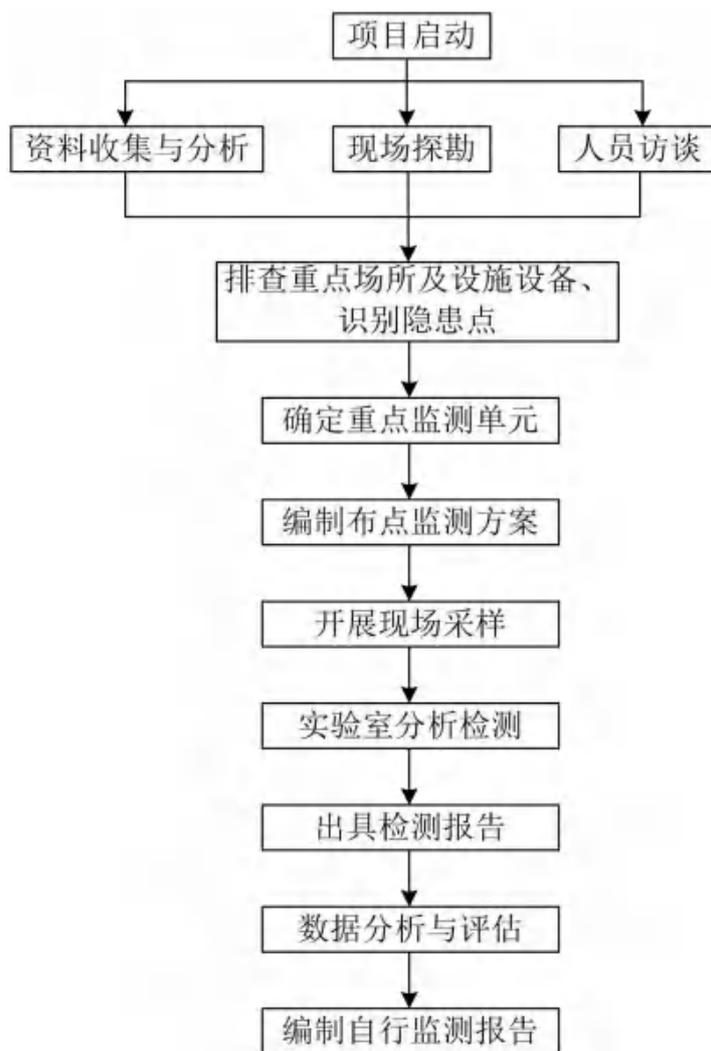 项目启动
资料收集与分析
现场探勘
人员访谈
排查重点场所及设施设备、
识别隐患点
确定重点监测单元
编制布点监测方案
开展现场采样
实验室分析检测
出具检测报告
数据分析与评估
编制自行监测报告